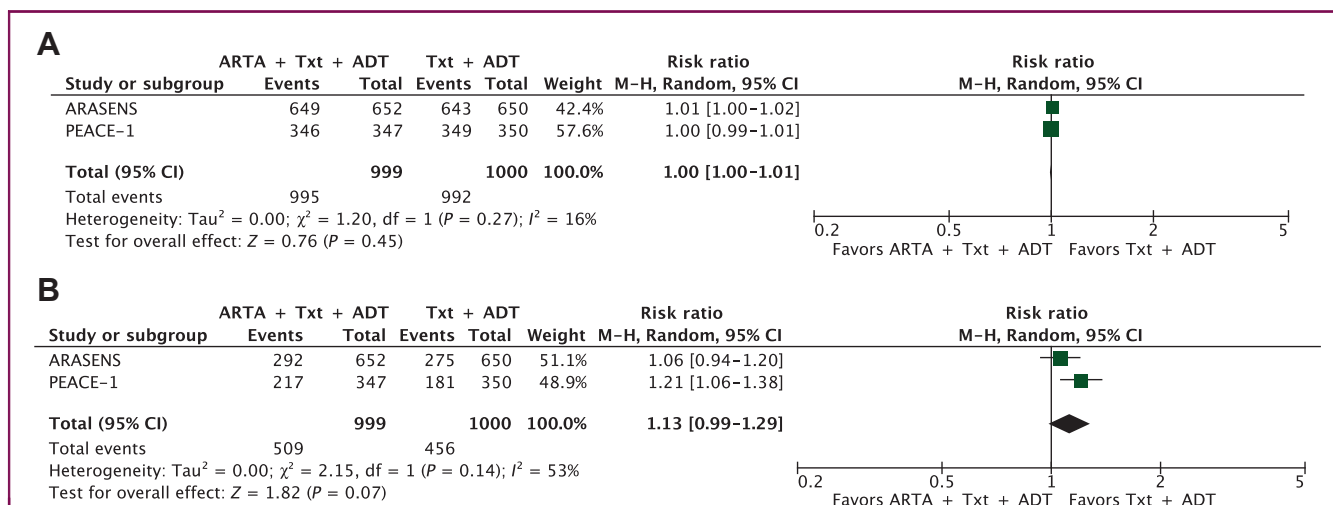 A
ARTA + Txt + ADT Txt + ADT Risk ratio Risk ratio
Study or subgroup Events Total Events Total Weight M–H, Random, 95% CI M–H, Random, 95% CI
ARASENS 649 652 643 650 42.4% 1.01 [1.00–1.02]
PEACE-1 346 347 349 350 57.6% 1.00 [0.99–1.01]
Total (95% CI) 999 1000 100.0% 1.00 [1.00–1.01]
Total events 995 992
Heterogeneity: Tau² = 0.00; χ² = 1.20, df = 1 (P = 0.27); I² = 16%
Test for overall effect: Z = 0.76 (P = 0.45)
0.2 0.5 1 2 5
Favors ARTA + Txt + ADT Favors Txt + ADT
B
ARTA + Txt + ADT Txt + ADT Risk ratio Risk ratio
Study or subgroup Events Total Events Total Weight M–H, Random, 95% CI M–H, Random, 95% CI
ARASENS 292 652 275 650 51.1% 1.06 [0.94–1.20]
PEACE-1 217 347 181 350 48.9% 1.21 [1.06–1.38]
Total (95% CI) 999 1000 100.0% 1.13 [0.99–1.29]
Total events 509 456
Heterogeneity: Tau² = 0.00; χ² = 2.15, df = 1 (P = 0.14); I² = 53%
Test for overall effect: Z = 1.82 (P = 0.07)
0.2 0.5 1 2 5
Favors ARTA + Txt + ADT Favors Txt + ADT